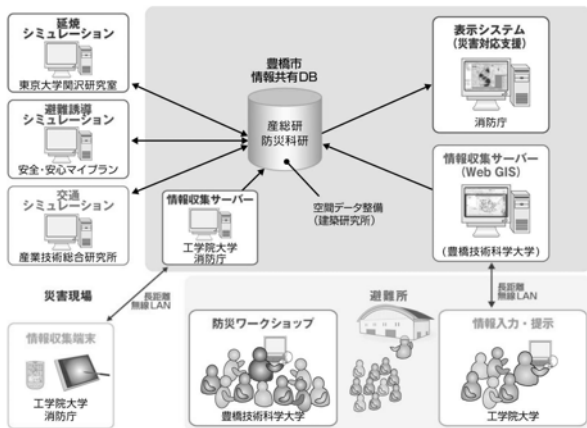 延焼
シミュレーション
東京大学関沢研究室
避難誘導
シミュレーション
安全・安心マイプラン
交通
シミュレーション
産業技術総合研究所
豊橋市
情報共有DB
産総研
防災科研
表示システム
(災害対応支援)
消防庁
情報収集サーバー
工学院大学
消防庁
空間データ整備
(建築研究所)
情報収集サーバー
(Web GIS)
(豊橋技術科学大学)
災害現場
長距離
無線LAN
情報収集端末
工学院大学
消防庁
避難所
防災ワークショップ
豊橋技術科学大学
長距離
無線LAN
情報入力・提示
工学院大学